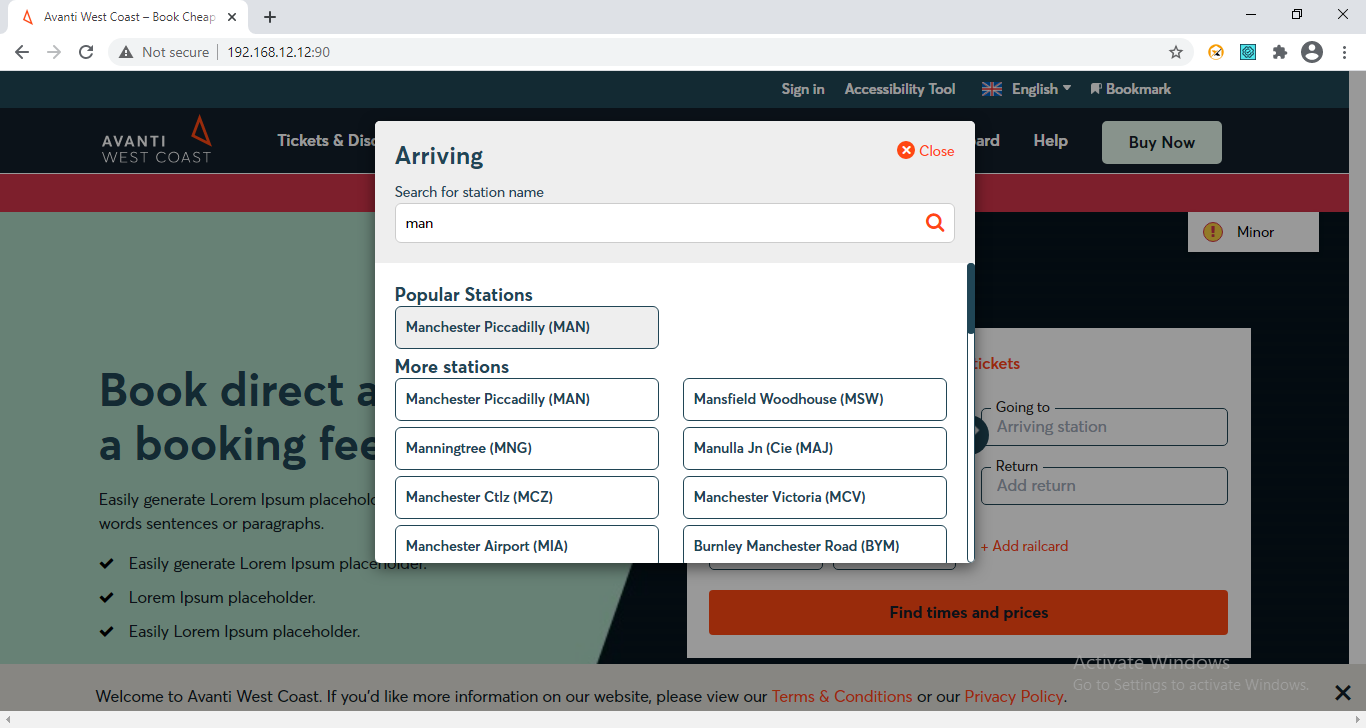 Avanti West Coast – Book Cheap
Not secure 192.168.12.12:90
Sign in Accessibility Tool English Bookmark
AVANTI
WEST COAST
Tickets & Disc
ard Help Buy Now
Arriving
Close
Search for station name
man
Minor
Popular Stations
Manchester Piccadilly (MAN)
More stations
Manchester Piccadilly (MAN) Mansfield Woodhouse (MSW)
Manningtree (MNG) Manulla Jn (Cie (MAJ)
Manchester Ctlz (MCZ) Manchester Victoria (MCV)
Manchester Airport (MIA) Burnley Manchester Road (BYM)
Book direct a
a booking fee
Easily generate Lorem Ipsum placehold
words sentences or paragraphs.
Easily generate Lorem Ipsum placeholder.
Lorem Ipsum placeholder.
Easily Lorem Ipsum placeholder.
tickets
Going to
Arriving station
Return
Add return
+ Add railcard
Find times and prices
Activate Windows
Go to Settings to activate Windows.
Welcome to Avanti West Coast. If you'd like more information on our website, please view our Terms & Conditions or our Privacy Policy.